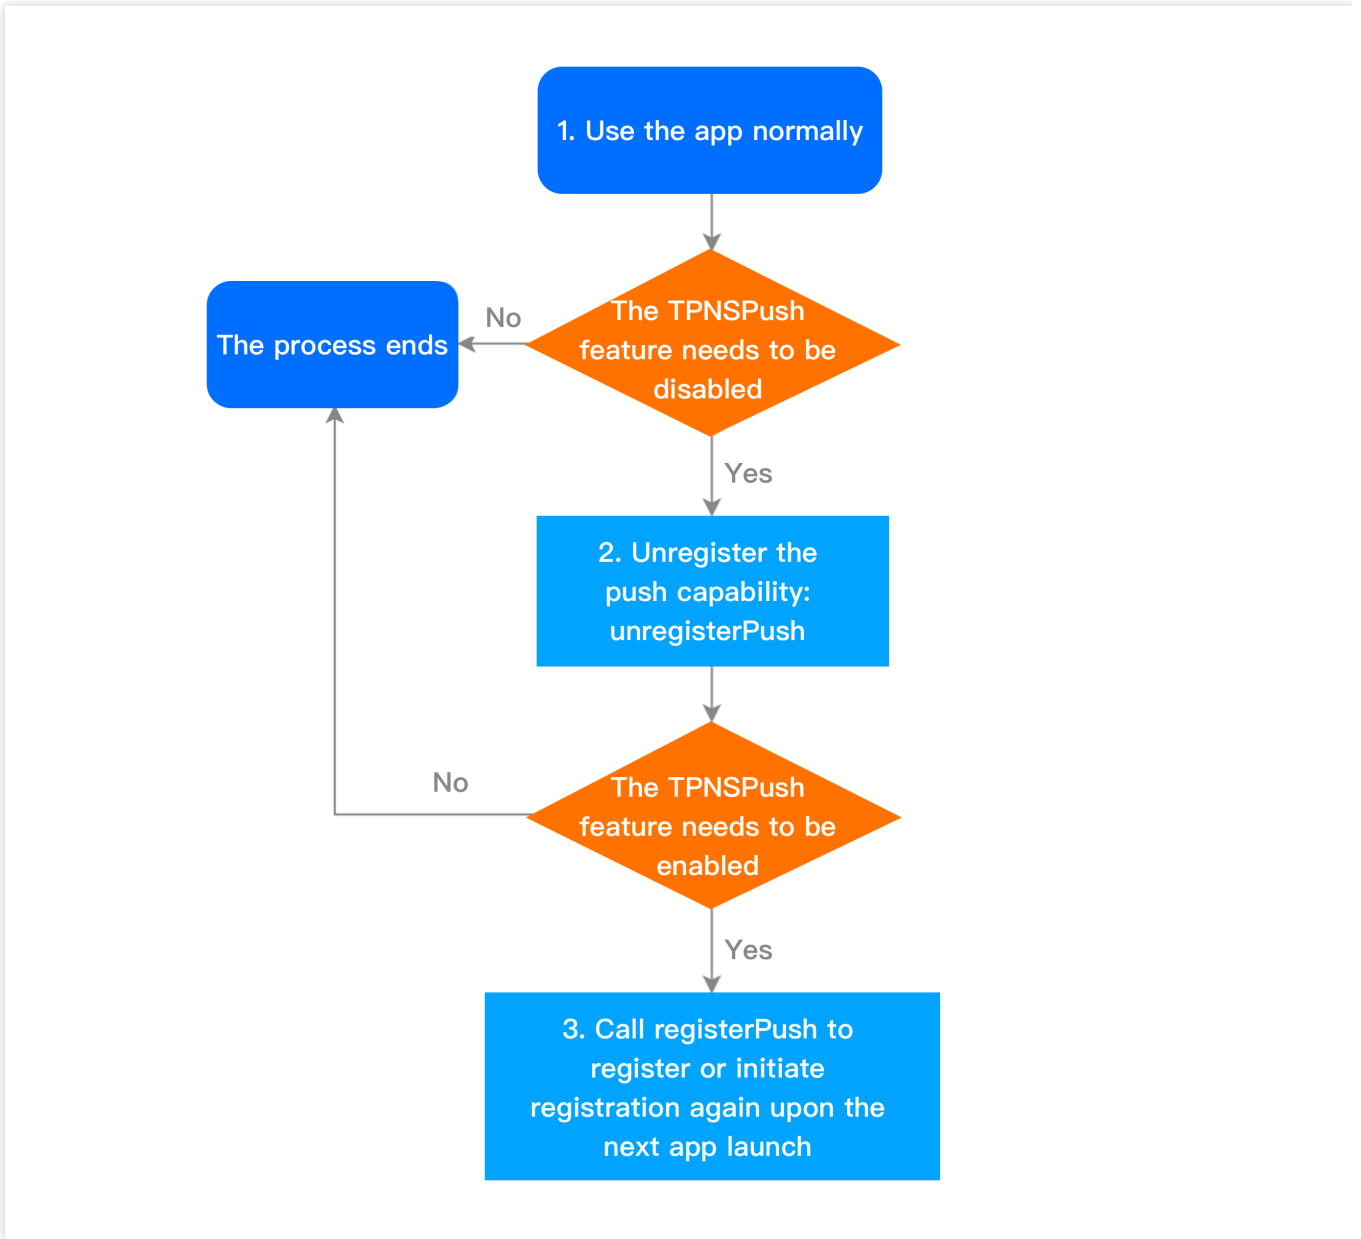 1. Use the app normally
The TPNSPush
feature needs to be
disabled
No
The process ends
Yes
2. Unregister the
push capability:
unregisterPush
The TPNSPush
feature needs to be
enabled
No
Yes
3. Call registerPush to
register or initiate
registration again upon the
next app launch